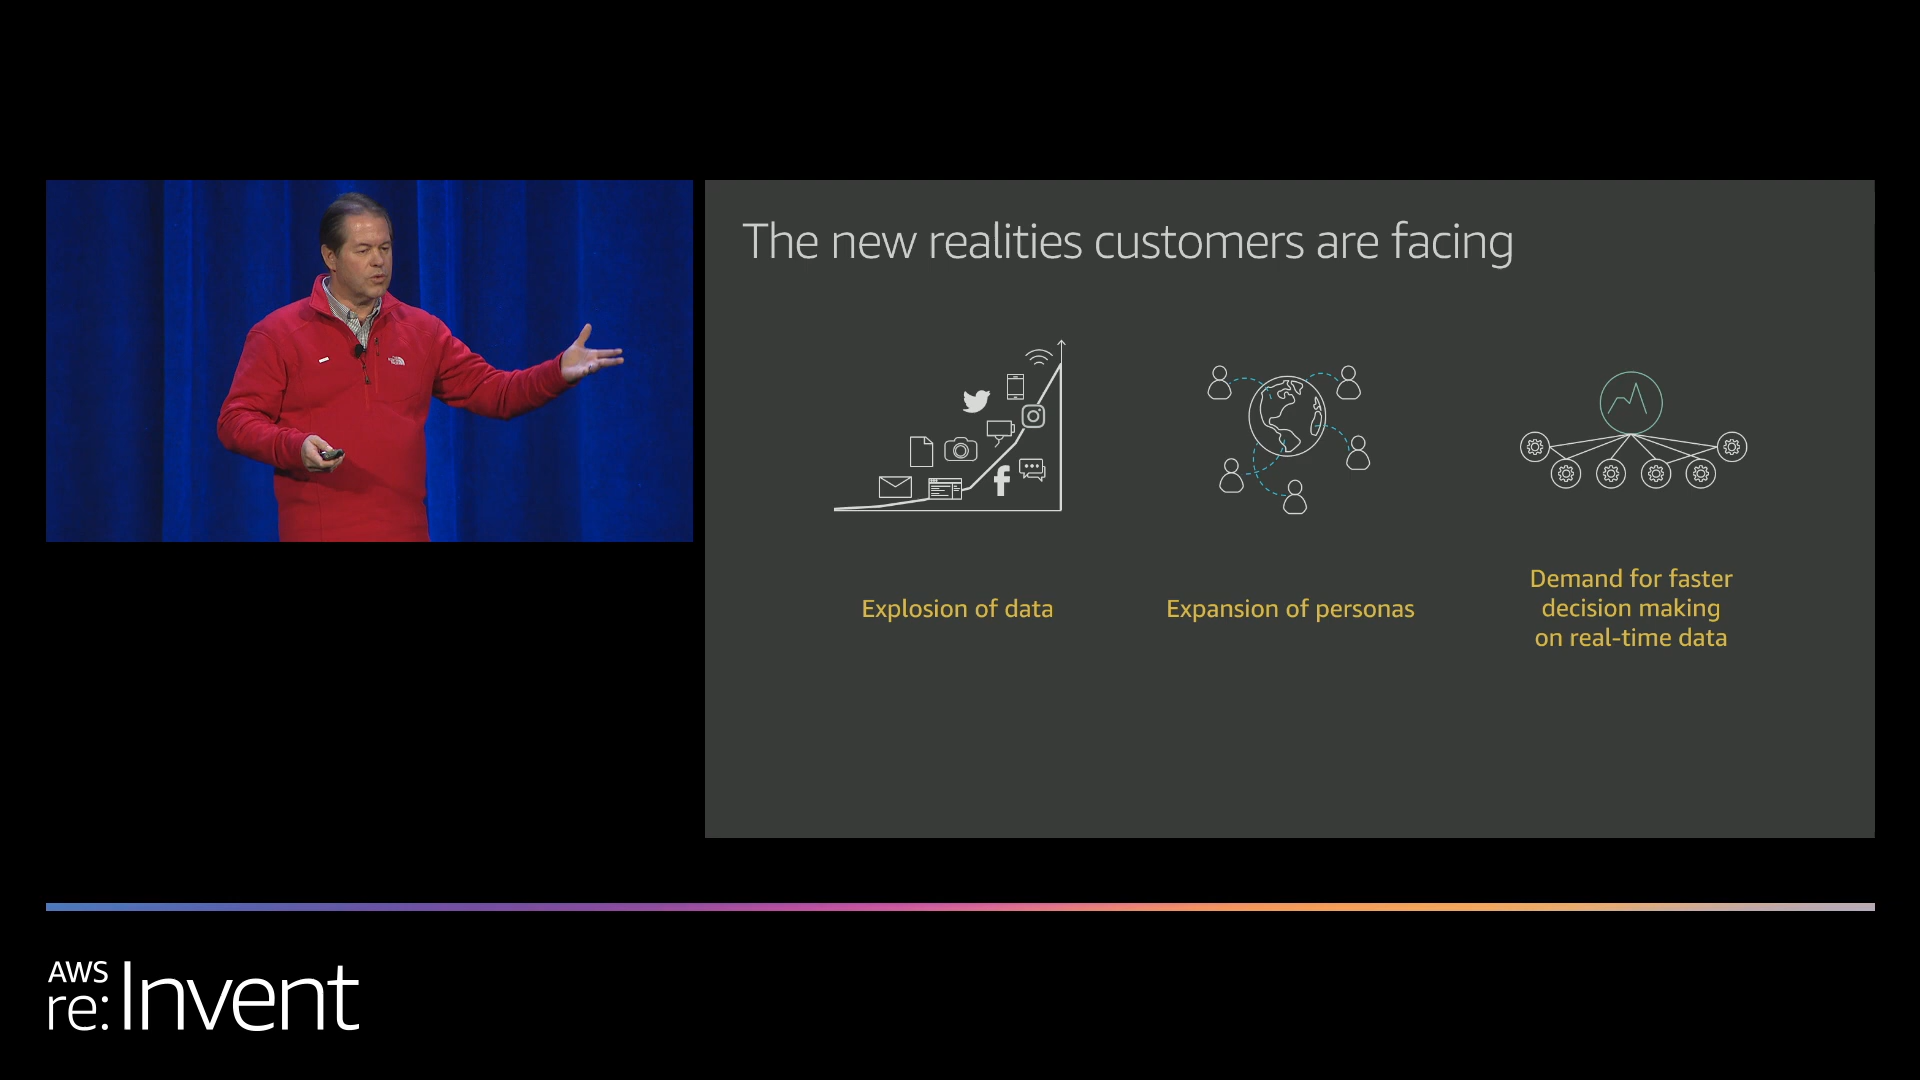 The new realities customers are facing
Explosion of data
Expansion of personas
Demand for faster
decision making
on real-time data
AWS
re:Invent